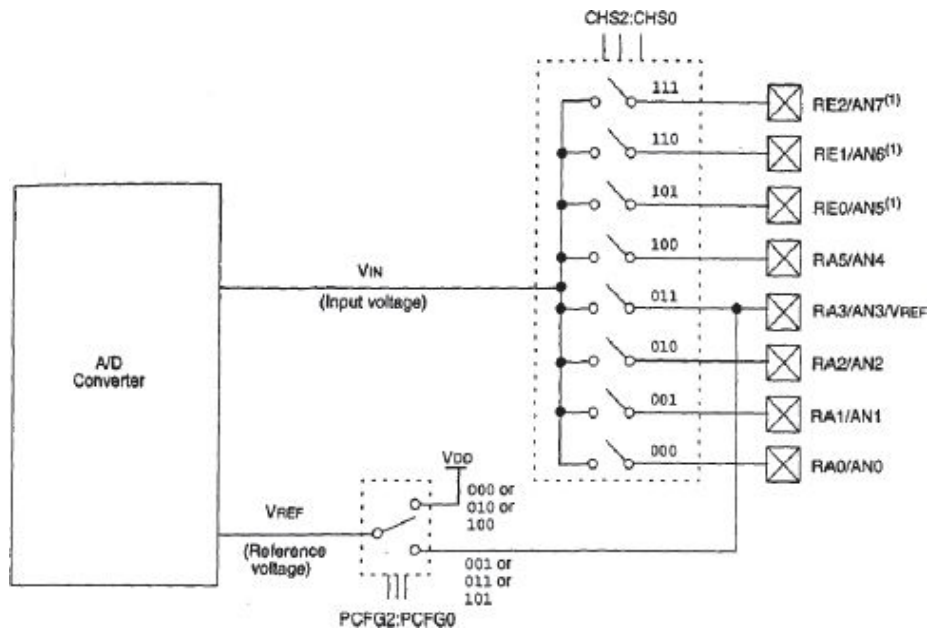 CHS2:CHS0
111
RE2/AN7(1)
110
RE1/AN6(1)
101
RE0/AN5(1)
100
RA5/AN4
VIN
(Input voltage)
011
RA3/AN3/VREF
A/D
Converter
010
RA2/AN2
001
RA1/AN1
000
RA0/AN0
VDD
000 or
010 or
100
VREF
(Reference
voltage)
001 or
011 or
101
PCFG2:PCFG0